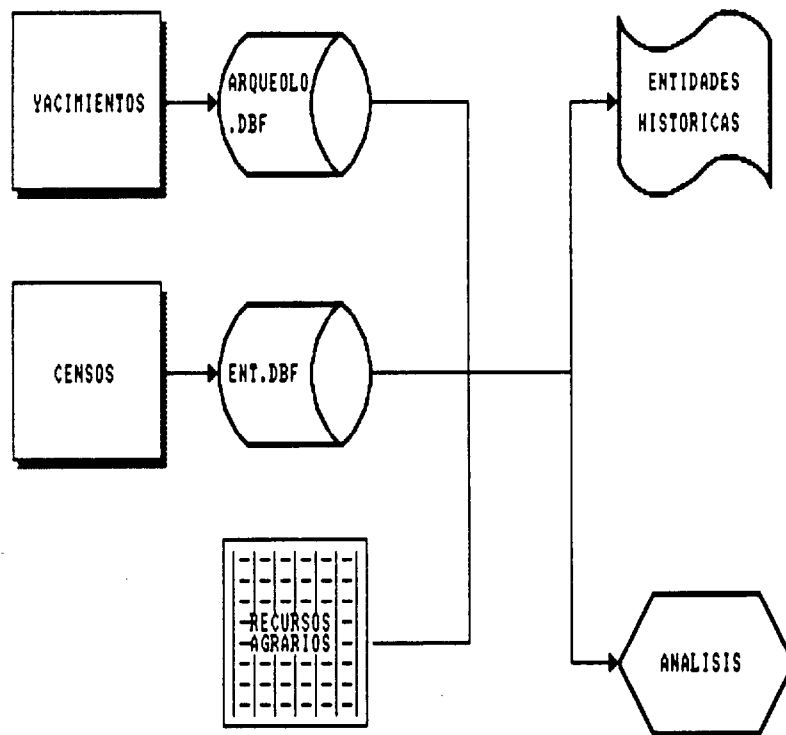 YACIMIENTOS
ARQUEOLO
.DBF
ENTIDADES
HISTORICAS
CENSOS
ENT.DBF
RECURSOS
AGRARIOS
ANALISIS